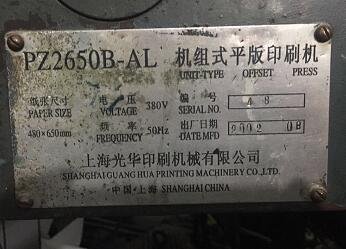 PZ2650B-AL 机组式平版印刷机
UNIT-TYPE OFFSET PRESS
纸张尺寸 电压 380V 编号 48
PAPER SIZE VOLTAGE SERIAL NO.
480×650mm 频率 50Hz 出厂日期 2002 08
FREQUENCY DATE MFD
上海光华印刷机械有限公司
SHANGHAI GUANG HUA PRINTING MACHINERY CO.,LTD.
中国·上海 SHANGHAI CHINA